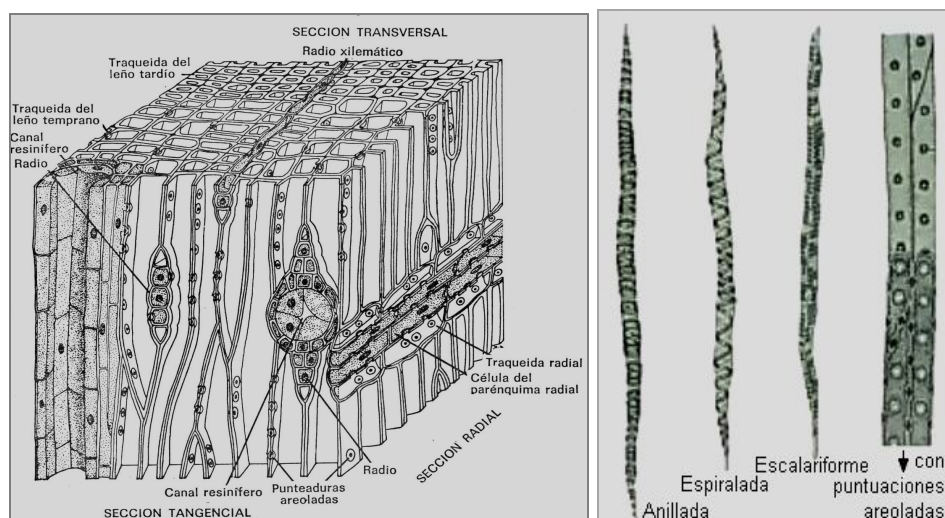 SECCION TRANSVERSAL
Radio xilemático
Traqueida del
leño tardío
Traqueida del
leño temprano
Canal
resinífero
Radio
Traqueida radial
Célula del
parénquima radial
SECCION RADIAL
Radio
Punteaduras
areoladas
Canal resinífero
SECCION TANGENCIAL
Anillada
Espiralada
Escalariforme
con
puntuaciones
areoladas